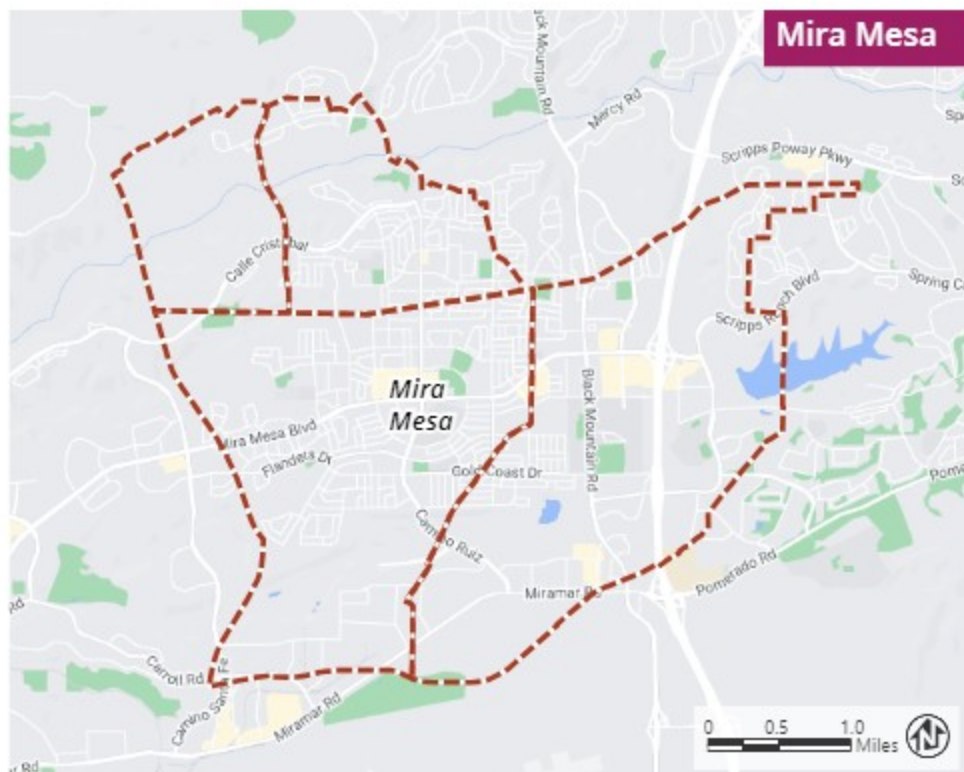 Mira Mesa
Black Mountain Rd
Mercy Rd
Scripps Poway Pkwy
Calle Cristobal
Scripps Ranch Blvd
Spring
Mira
Mesa
Black Mountain Rd
Mira Mesa Blvd
Flanders Dr
Gold Coast Dr
Camino Ruiz
Miramar
Pomerado Rd
Carroll Rd
Camino Santa Fe
Miramar Rd
Rd
0 0.5 1.0
Miles
N